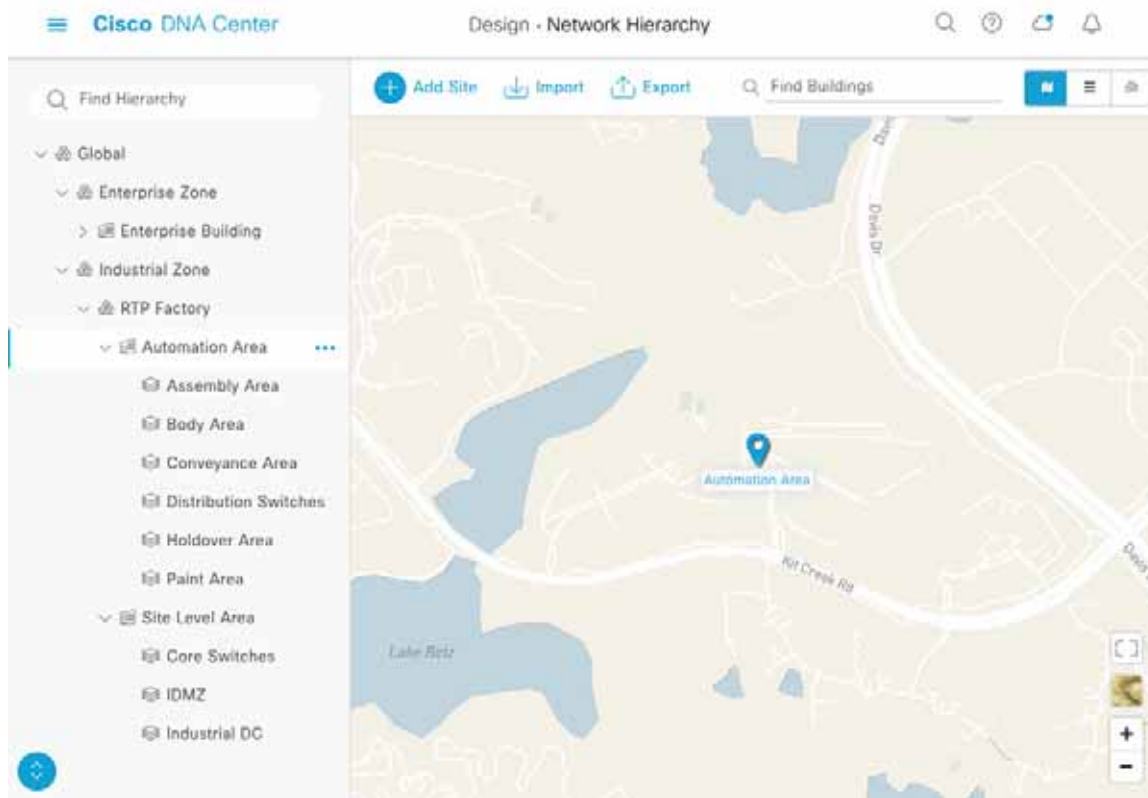 Cisco DNA Center
Design · Network Hierarchy
Find Hierarchy
Add Site
Import
Export
Find Buildings
Global
Enterprise Zone
Enterprise Building
Industrial Zone
RTP Factory
Automation Area
Assembly Area
Body Area
Conveyance Area
Distribution Switches
Holdover Area
Paint Area
Site Level Area
Core Switches
IDMZ
Industrial DC
Davis Dr
Automation Area
Kit Creek Rd
Davis
Lake
+
−